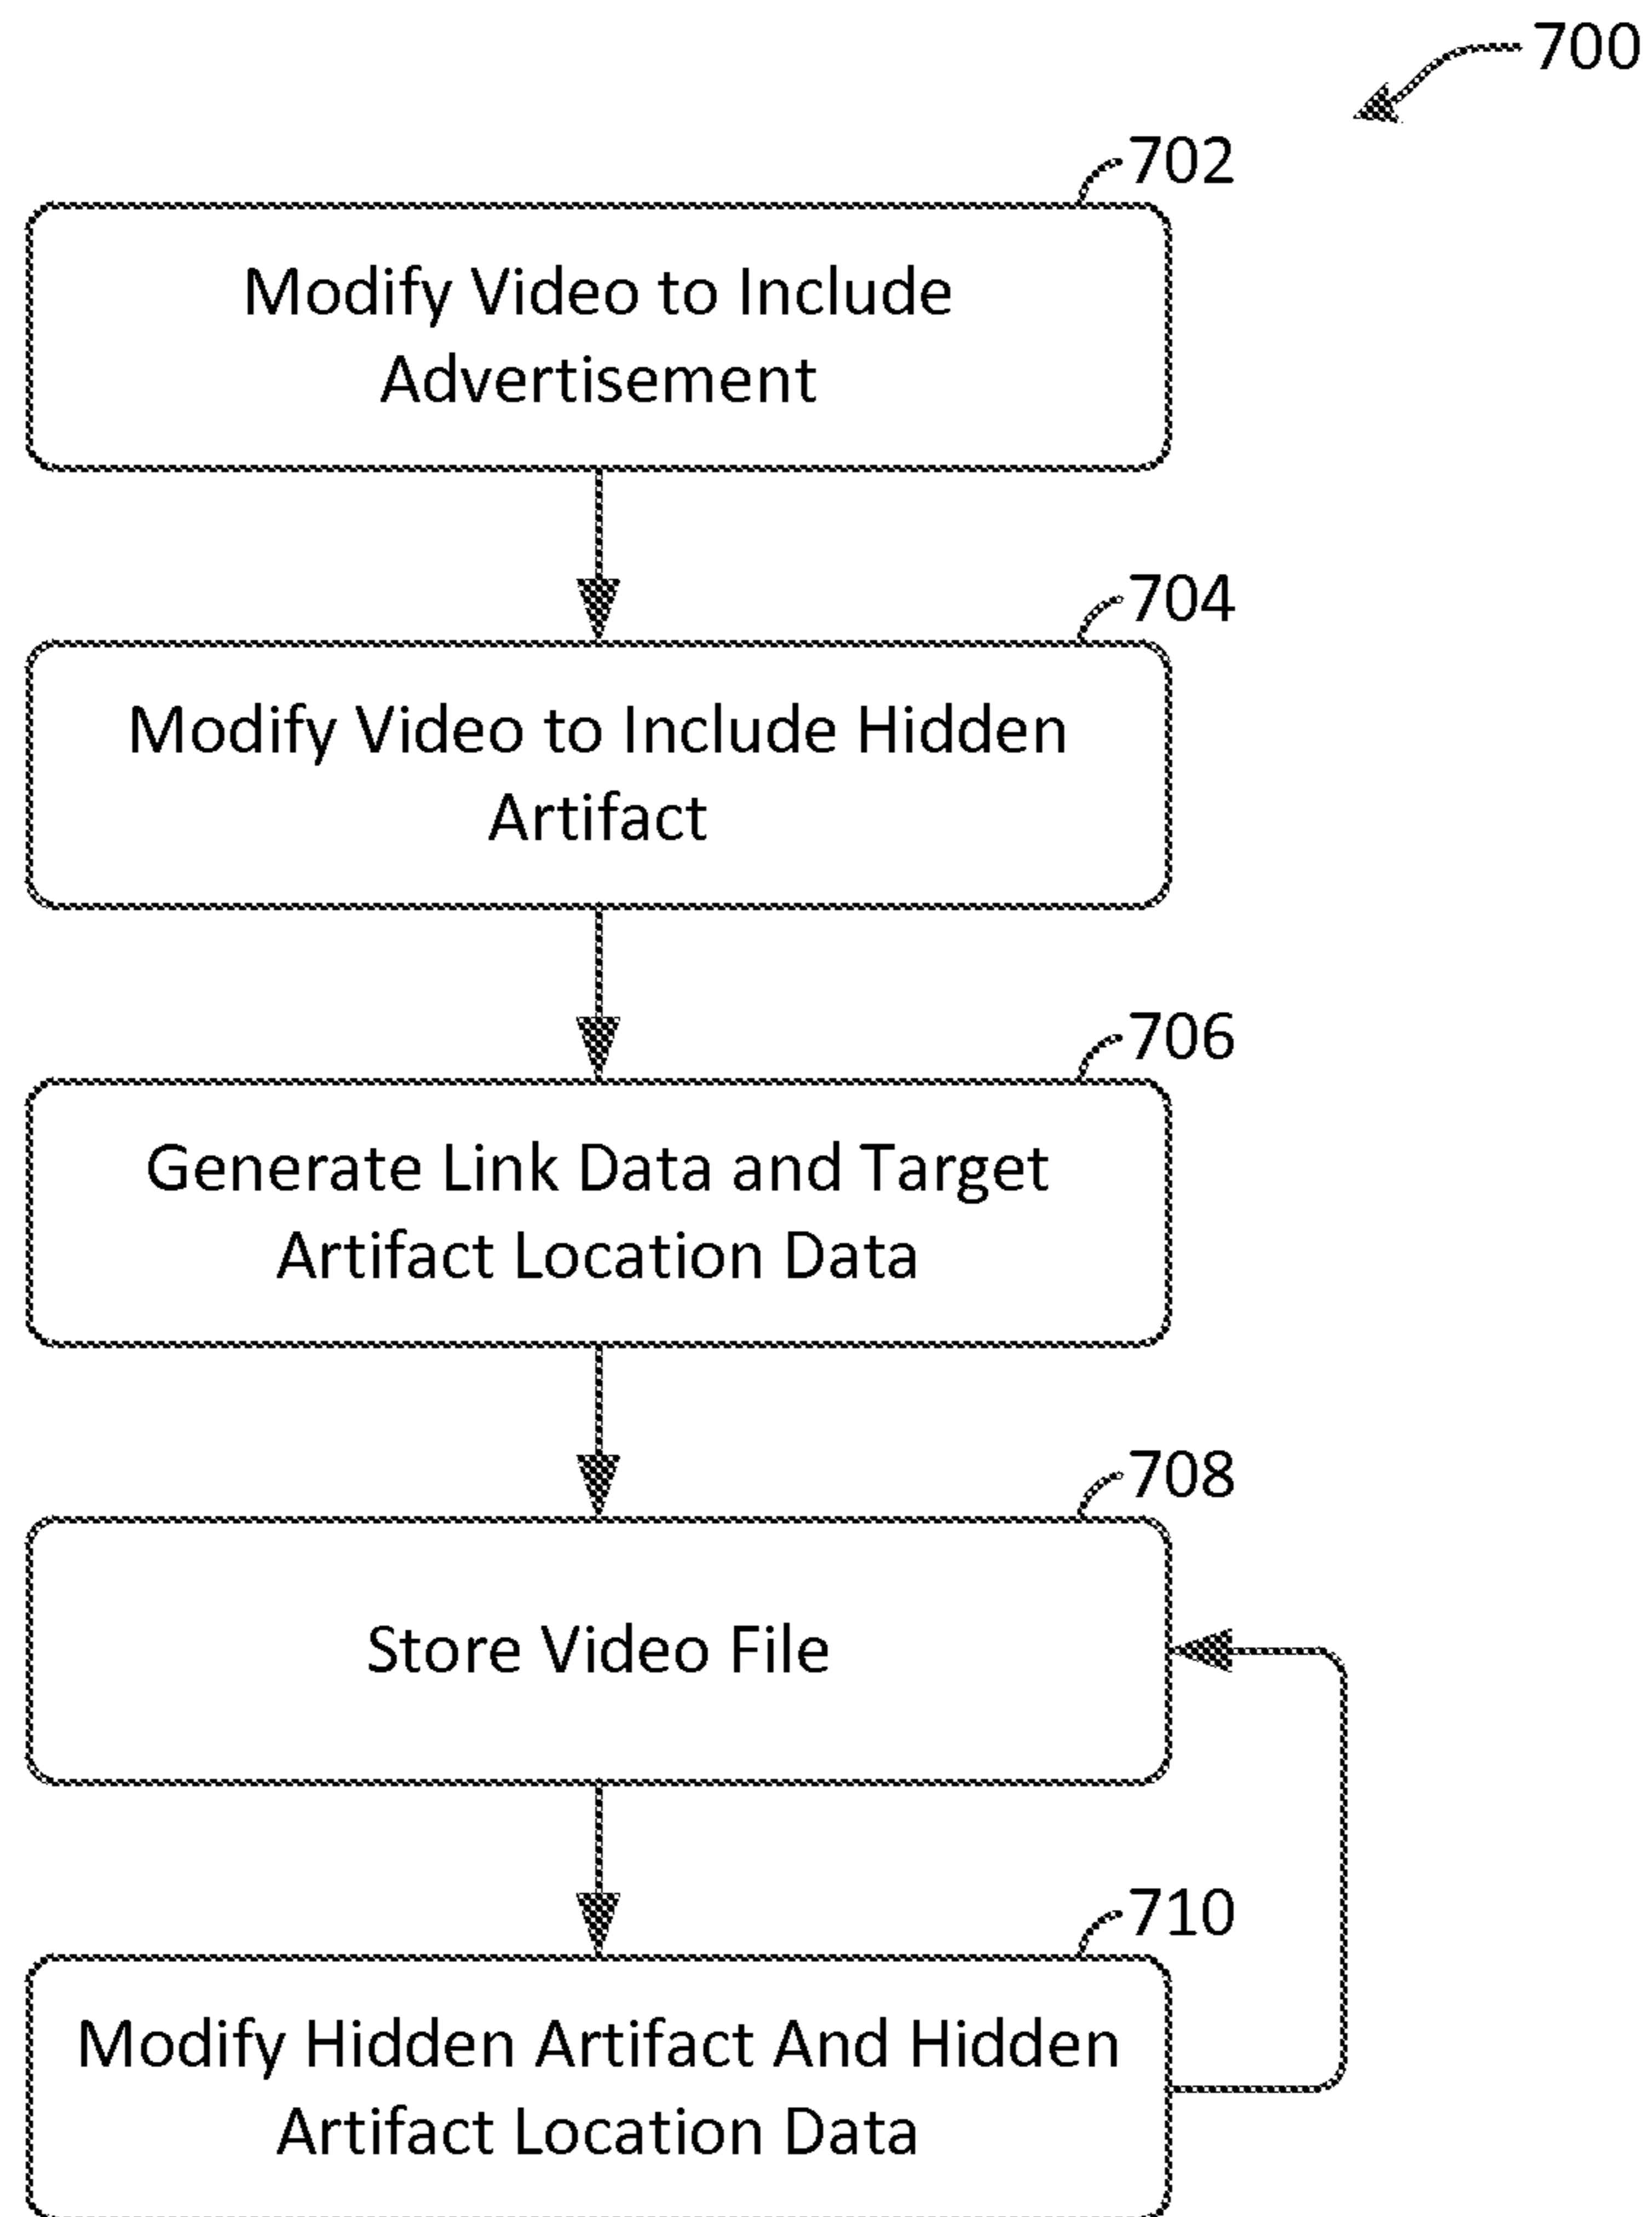 700
702
Modify Video to Include
Advertisement
704
Modify Video to Include Hidden
Artifact
706
Generate Link Data and Target
Artifact Location Data
708
Store Video File
710
Modify Hidden Artifact And Hidden
Artifact Location Data